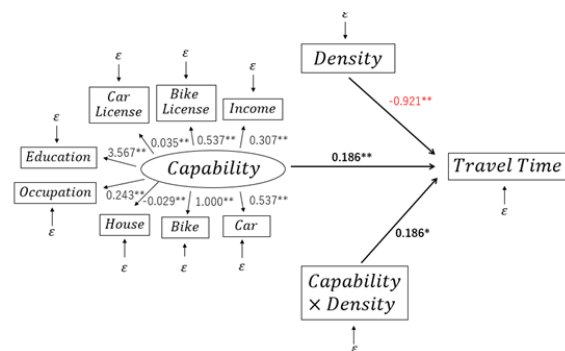 ε
Density
ε
ε
ε
Car
License
Bike
License
Income
-0.921**
ε
Education
3.567**
0.035**
0.537**
0.307**
Capability
0.186**
Travel Time
Occupation
0.243**
-0.029**
1.000**
0.537**
ε
ε
House
Bike
Car
0.186*
ε
ε
ε
Capability
× Density
ε